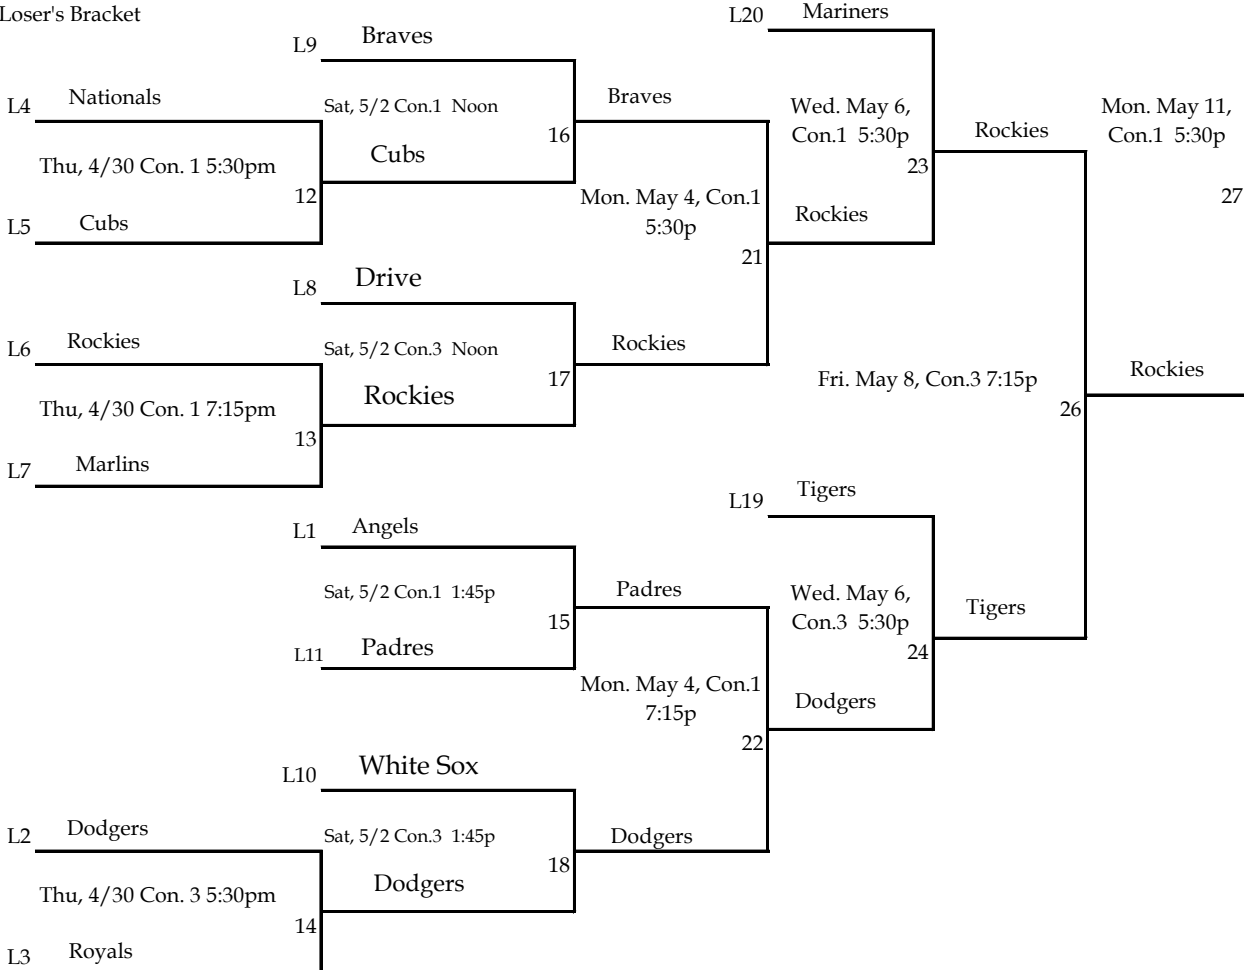 Loser's Bracket
L20 Mariners
L9 Braves
L4 Nationals
Sat, 5/2 Con.1 Noon
Braves
Wed. May 6,
Con.1 5:30p
Mon. May 11,
Con.1 5:30p
16
Rockies
Thu, 4/30 Con. 1 5:30pm
Cubs
23
12
Mon. May 4, Con.1
5:30p
27
L5 Cubs
Rockies
21
L8 Drive
L6 Rockies
Sat, 5/2 Con.3 Noon
Rockies
17
Fri. May 8, Con.3 7:15p
Rockies
Rockies
26
Thu, 4/30 Con. 1 7:15pm
13
L7 Marlins
L19 Tigers
L1 Angels
Sat, 5/2 Con.1 1:45p
Padres
Wed. May 6,
Con.3 5:30p
Tigers
15
L11 Padres
24
Mon. May 4, Con.1
7:15p
Dodgers
22
L10 White Sox
L2 Dodgers
Sat, 5/2 Con.3 1:45p
Dodgers
18
Thu, 4/30 Con. 3 5:30pm
Dodgers
14
L3 Royals